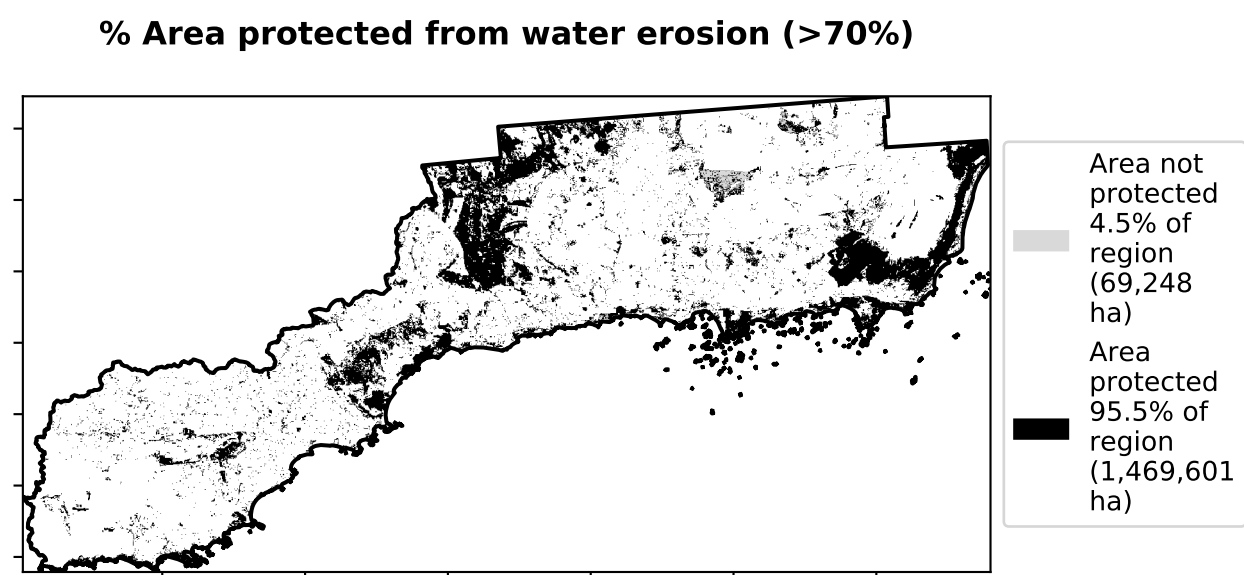 % Area protected from water erosion (>70%)
Area not
protected
4.5% of
region
(69,248
ha)
Area
protected
95.5% of
region
(1,469,601
ha)